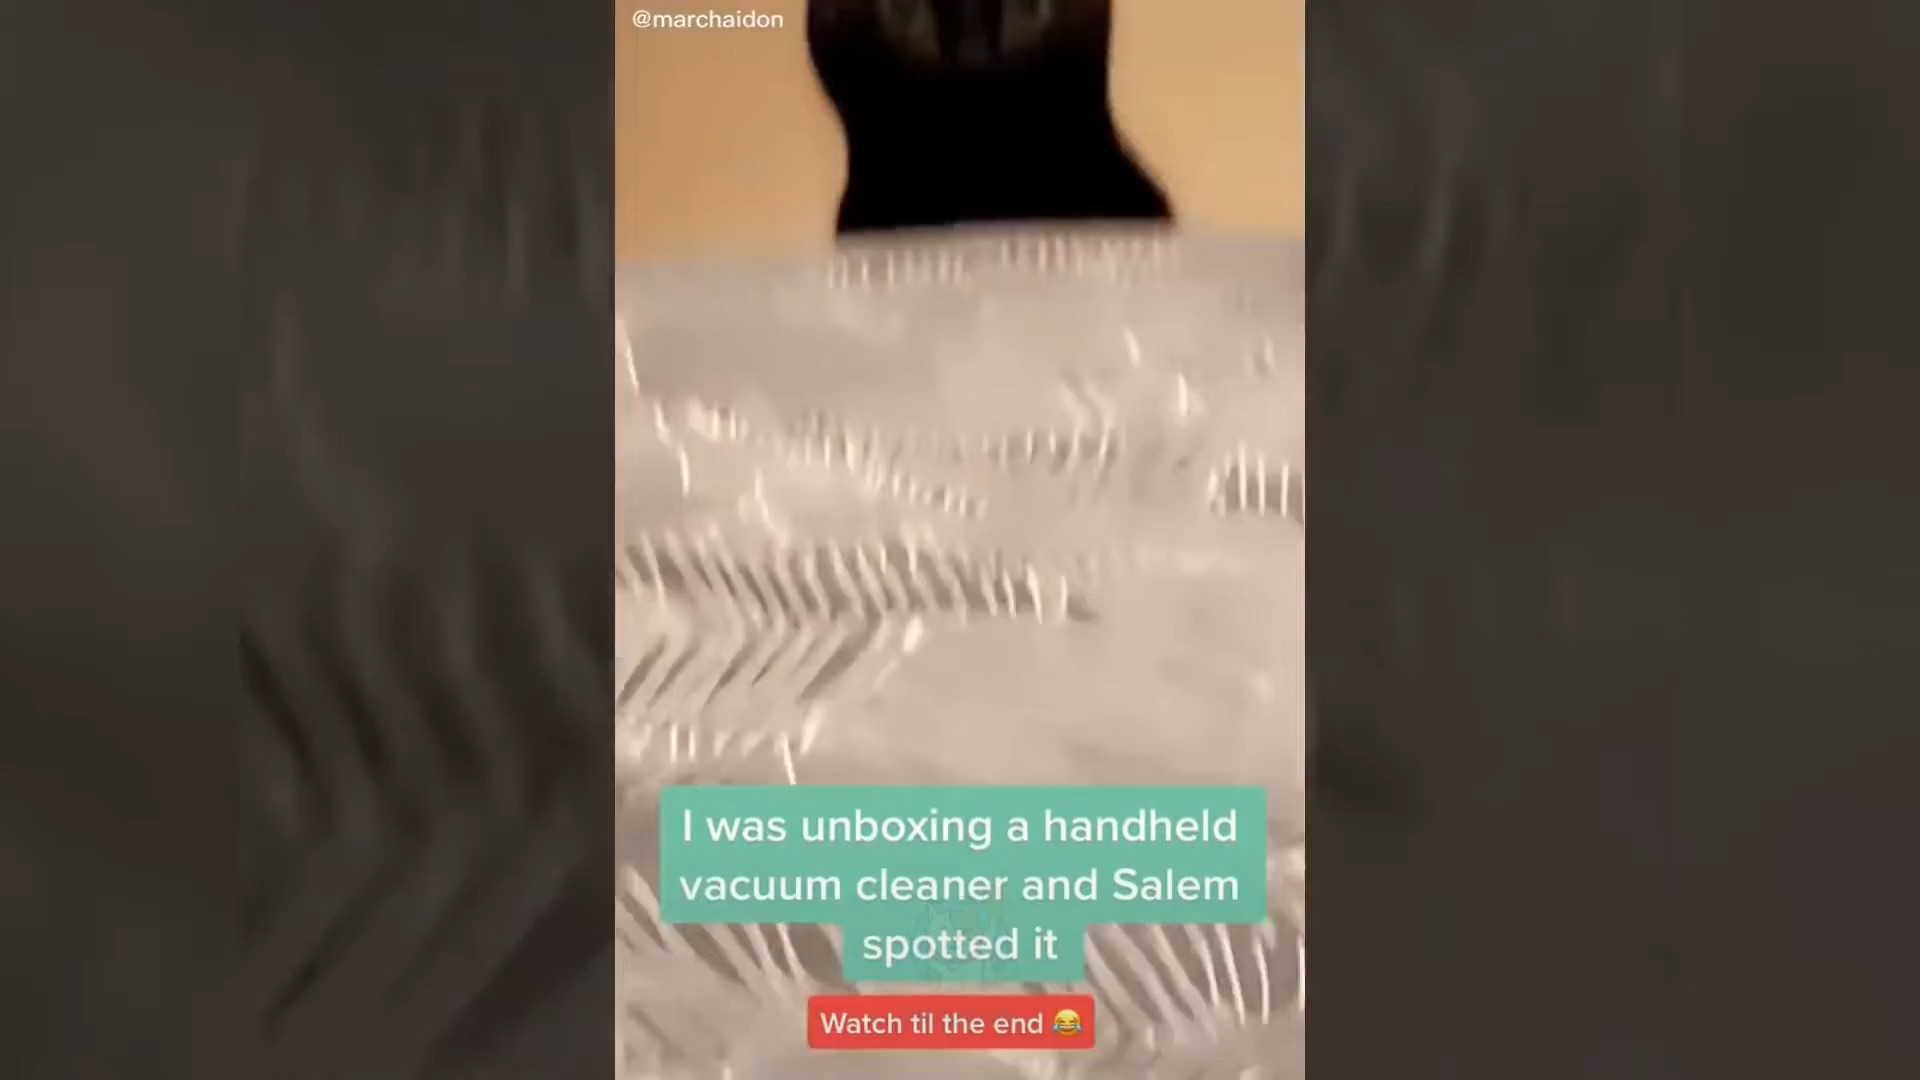 @marchaidon
I was unboxing a handheld
vacuum cleaner and Salem
spotted it
Watch til the end 😂